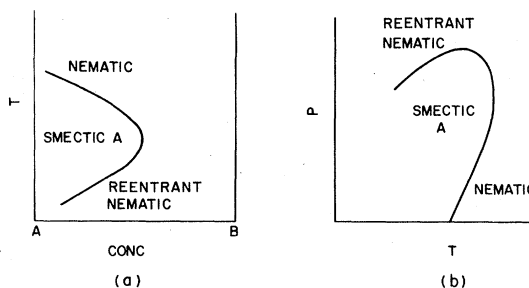 NEMATIC
T
SMECTIC A
REENTRANT
NEMATIC
A
B
CONC
(a)
REENTRANT
NEMATIC
P
SMECTIC
A
NEMATIC
T
(b)